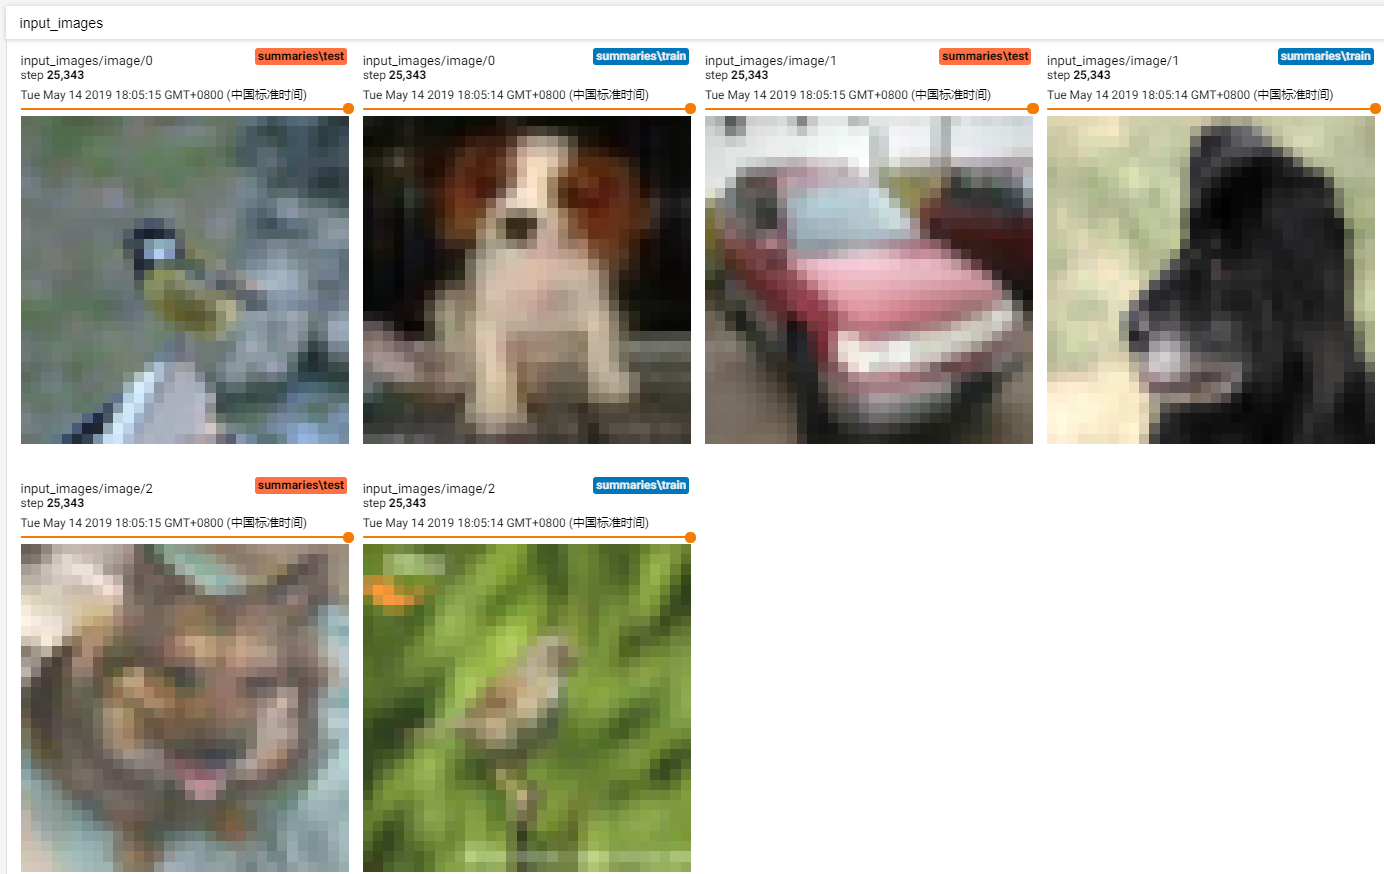 input_images
input_images/image/0
summaries\test
step 25,343
Tue May 14 2019 18:05:15 GMT+0800 (中国标准时间)
input_images/image/0
summaries\train
step 25,343
Tue May 14 2019 18:05:14 GMT+0800 (中国标准时间)
input_images/image/1
summaries\test
step 25,343
Tue May 14 2019 18:05:15 GMT+0800 (中国标准时间)
input_images/image/1
summaries\train
step 25,343
Tue May 14 2019 18:05:14 GMT+0800 (中国标准时间)
input_images/image/2
summaries\test
step 25,343
Tue May 14 2019 18:05:15 GMT+0800 (中国标准时间)
input_images/image/2
summaries\train
step 25,343
Tue May 14 2019 18:05:14 GMT+0800 (中国标准时间)